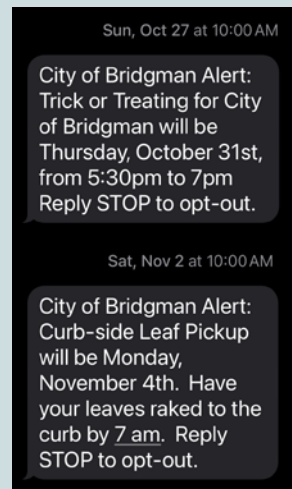 Sun, Oct 27 at 10:00 AM
City of Bridgman Alert:
Trick or Treating for City
of Bridgman will be
Thursday, October 31st,
from 5:30pm to 7pm
Reply STOP to opt-out.
Sat, Nov 2 at 10:00 AM
City of Bridgman Alert:
Curb-side Leaf Pickup
will be Monday,
November 4th.  Have
your leaves raked to the
curb by 7 am.  Reply
STOP to opt-out.